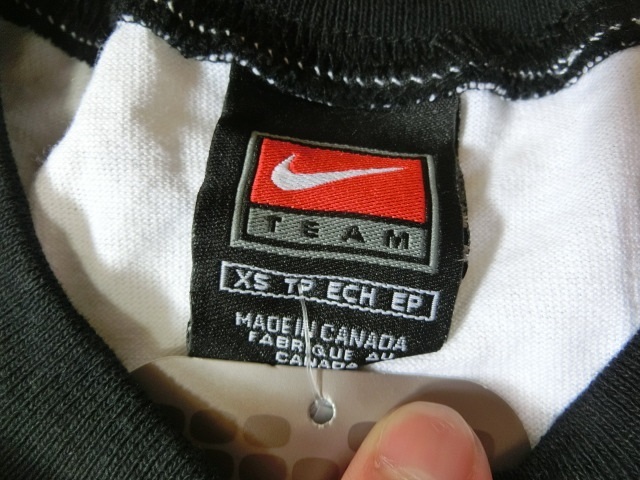 TEAM
XS TP ECH EP
MADE IN CANADA
FABRIQUE AU
CANADA